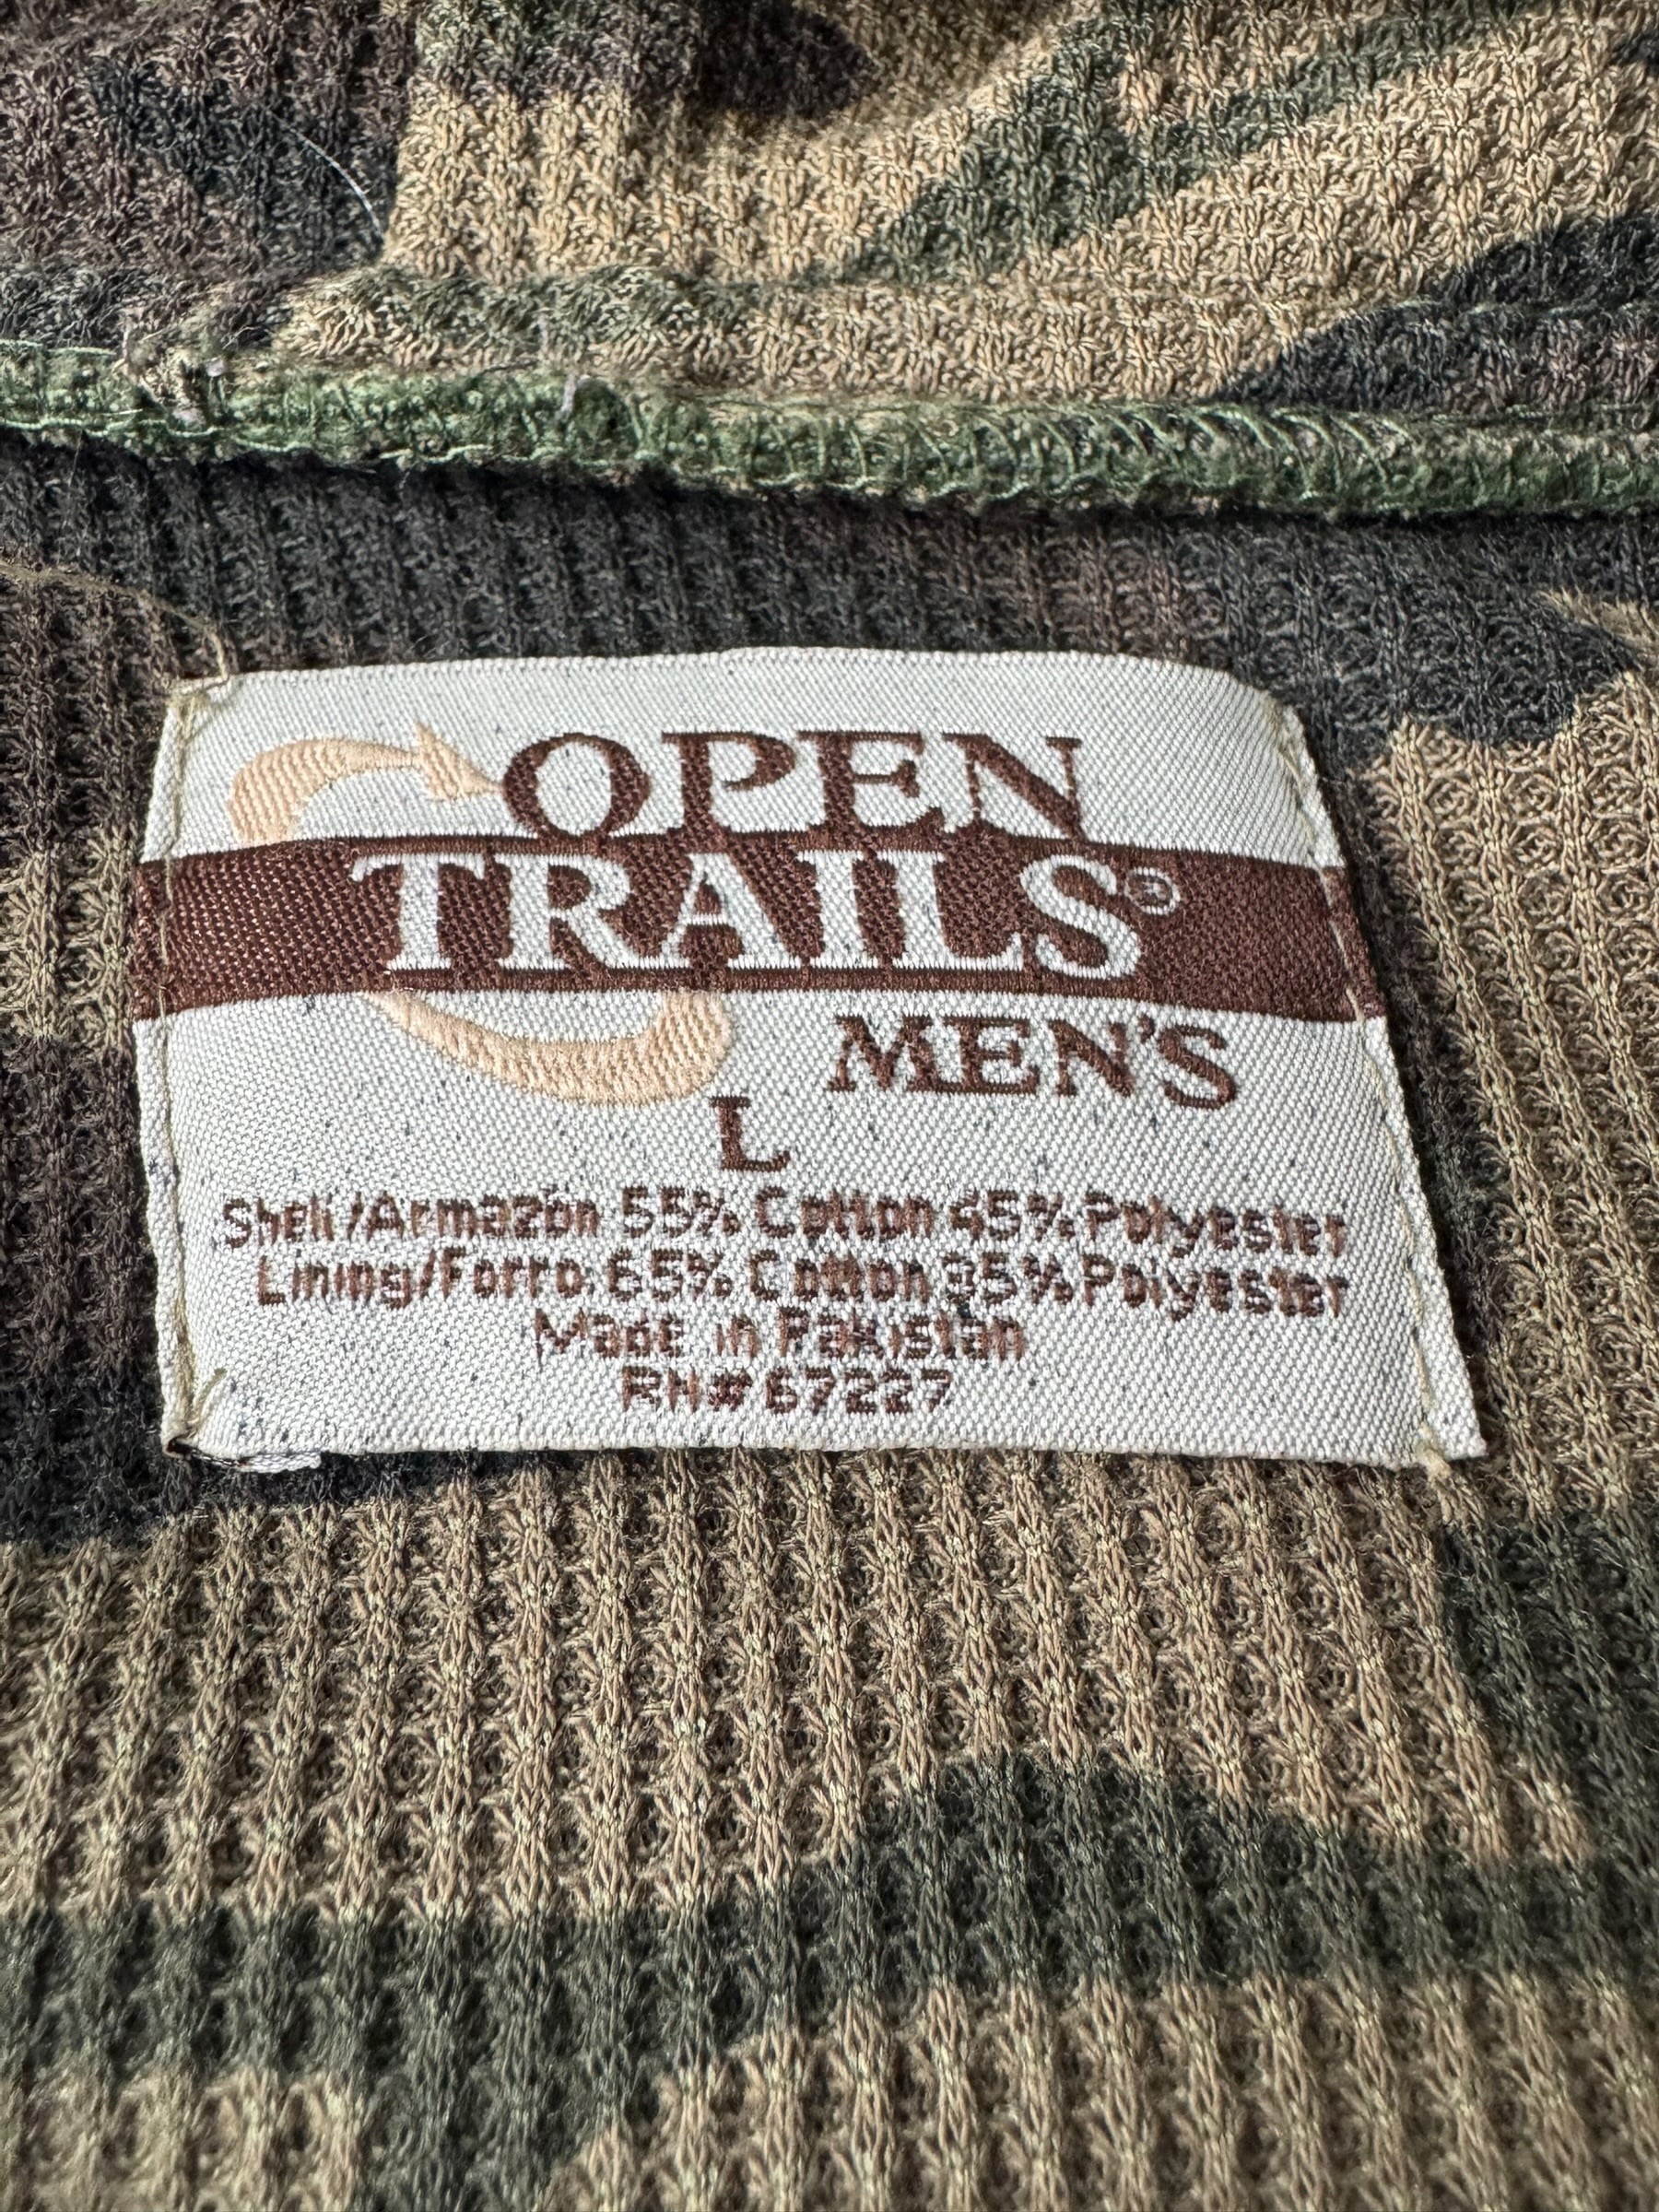 OPEN
TRAILS®
MEN'S
L
Shell/Armazón 55% Cotton 45% Polyester
Lining/Forro 65% Cotton 35% Polyester
Made in Pakistan
RN# 67227